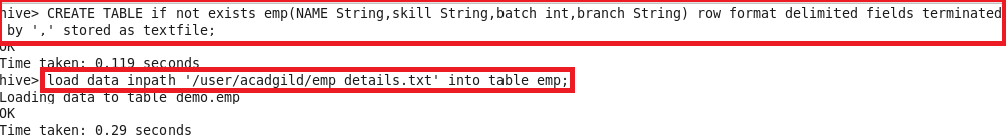 hive> CREATE TABLE if not exists emp(NAME String,skill String,batch int,branch String) row format delimited fields terminated
by ',' stored as textfile;
OK
Time taken: 0.119 seconds
hive> load data inpath '/user/acadgild/emp details.txt' into table emp;
Loading data to table demo.emp
OK
Time taken: 0.29 seconds